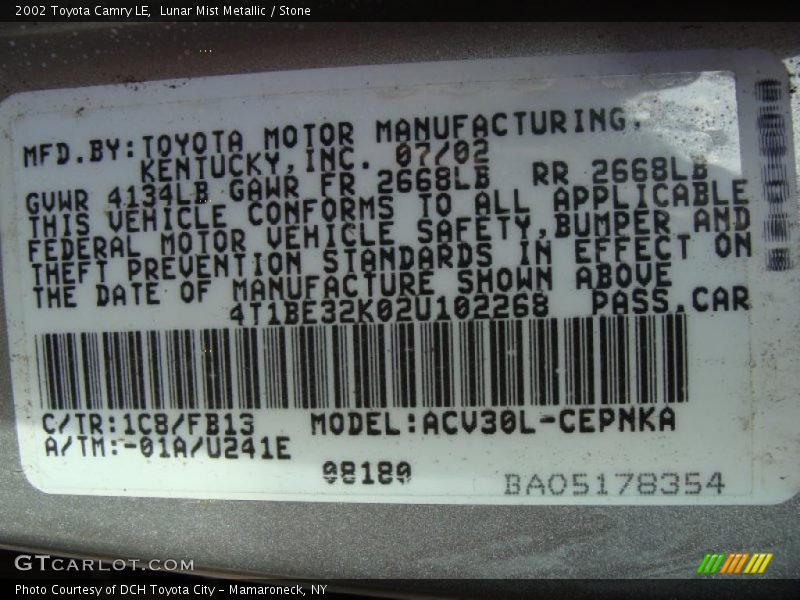 2002 Toyota Camry LE,  Lunar Mist Metallic / Stone
MFD.BY:TOYOTA MOTOR MANUFACTURING,
KENTUCKY,INC. 07/02
GVWR 4134LB GAWR FR 2668LB RR 2668LB
THIS VEHICLE CONFORMS TO ALL APPLICABLE
FEDERAL MOTOR VEHICLE SAFETY,BUMPER AND
THEFT PREVENTION STANDARDS IN EFFECT ON
THE DATE OF MANUFACTURE SHOWN ABOVE
4T1BE32K02U102268 PASS.CAR
C/TR:1C8/FB13 MODEL:ACV30L-CEPNKA
A/TM:-01A/U241E
08180
BA05178354
GTCARLOT.COM
Photo Courtesy of DCH Toyota City – Mamaroneck, NY